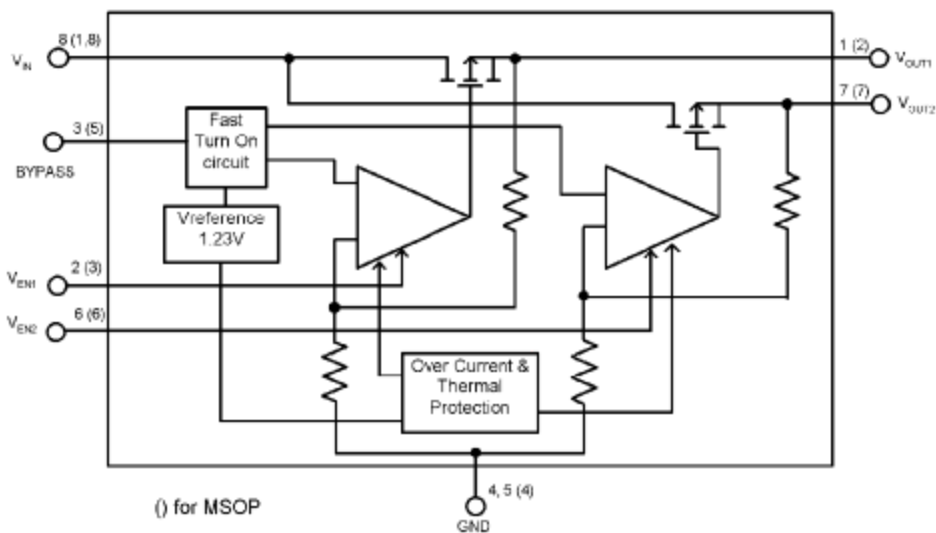 8 (1,8)
VIN
1 (2)
VOUT1
7 (7)
VOUT2
3 (5)
BYPASS
Fast
Turn On
circuit
Vreference
1.23V
2 (3)
VEN1
6 (6)
VEN2
Over Current &
Thermal
Protection
4, 5 (4)
GND
() for MSOP